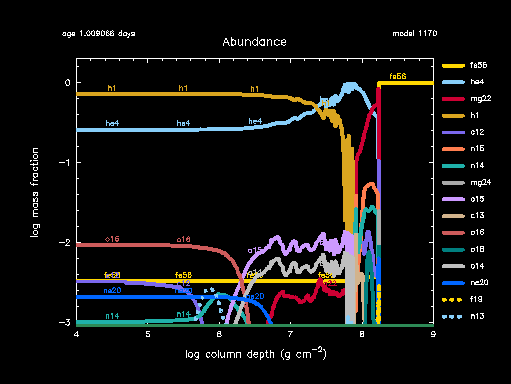 age 1.009066 days
model 1170
Abundance
fe56
he4
mg22
h1
c12
n15
n14
mg24
o15
c13
o16
o18
o14
ne20
f19
n13
fe56
h1 h1 h1
he4 he4 he4
o16 o16 o15
fe56 fe56
ne20 ne20
n14 n14
0
−1
−2
−3
4 5 6 7 8 9
log mass fraction
log column depth (g cm−2)